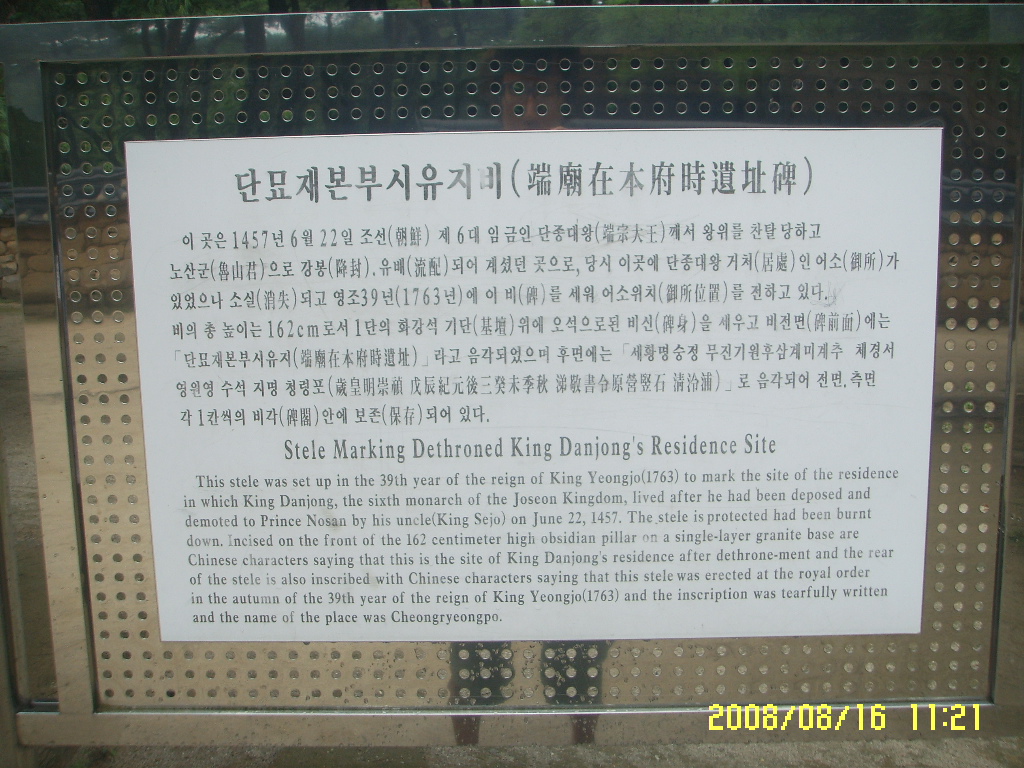 단묘재본부시유지비(端廟在本府時遺址碑)
이 곳은 1457년 6월 22일 조선(朝鮮) 제 6대 임금인 단종대왕(端宗大王)께서 왕위를 찬탈 당하고
노산군(魯山君)으로 강봉(降封), 유배(流配)되어 계셨던 곳으로, 당시 이곳에 단종대왕 거처(居處)인 어소(御所)가
있었으나 소실(消失)되고 영조39년(1763년)에 이 비(碑)를 세워 어소위치(御所位置)를 전하고 있다.
비의 총 높이는 162cm로서 1단의 화강석 기단(基壇)위에 오석으로된 비신(碑身)을 세우고 비전면(碑前面)에는
「단묘재본부시유지(端廟在本府時遺址)」라고 음각되었으며 후면에는 「세황명숭정 무진기원후삼계미계추 체경서
영원영 수석 지명 청령포(歲皇明崇禎 戊辰紀元後三癸未季秋 涕敬書令原營竪石 清泠浦)」로 음각되어 전면, 측면
각 1칸씩의 비각(碑閣)안에 보존(保存)되어 있다.
Stele Marking Dethroned King Danjong's Residence Site
This stele was set up in the 39th year of the reign of King Yeongjo(1763) to mark the site of the residence
in which King Danjong, the sixth monarch of the Joseon Kingdom, lived after he had been deposed and
demoted to Prince Nosan by his uncle(King Sejo) on June 22, 1457. The stele is protected had been burnt
down. Incised on the front of the 162 centimeter high obsidian pillar on a single-layer granite base are
Chinese characters saying that this is the site of King Danjong's residence after dethrone-ment and the rear
of the stele is also inscribed with Chinese characters saying that this stele was erected at the royal order
in the autumn of the 39th year of the reign of King Yeongjo(1763) and the inscription was tearfully written
and the name of the place was Cheongryeongpo.
2008/08/16 11:21